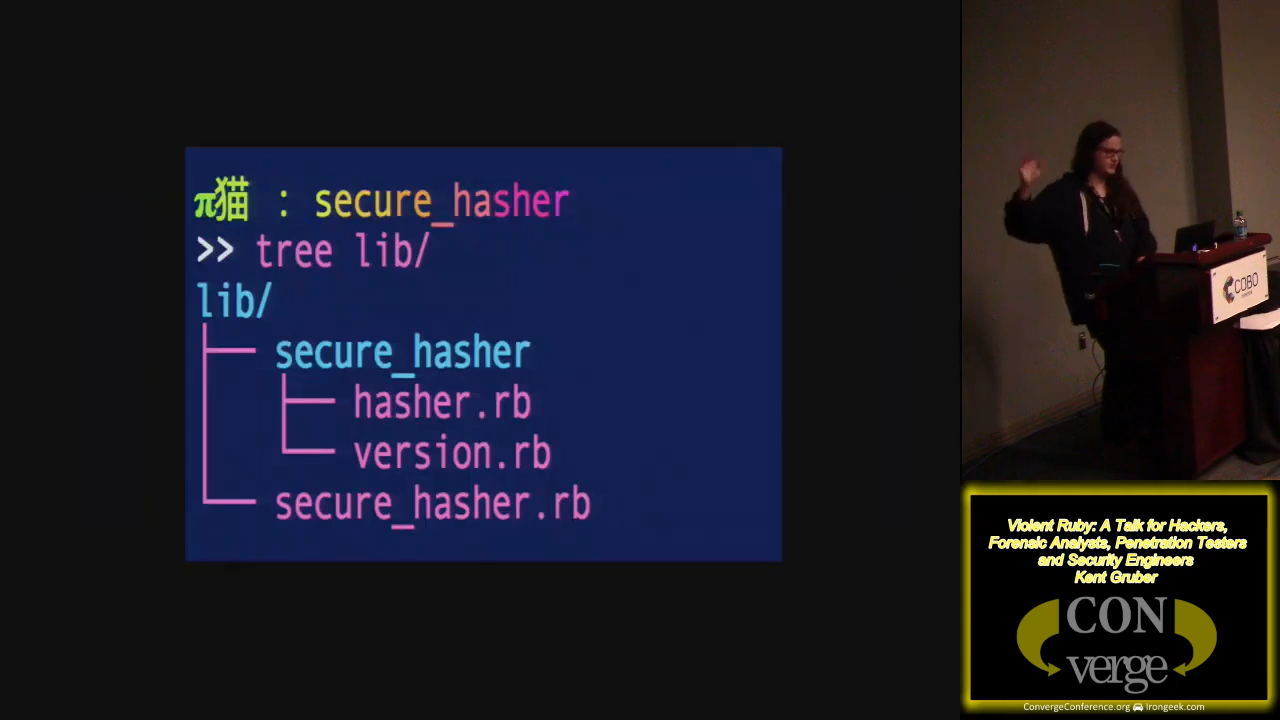 π猫 : secure_hasher
>> tree lib/
lib/
├── secure_hasher
│   ├── hasher.rb
│   └── version.rb
└── secure_hasher.rb
COBO
Violent Ruby: A Talk for Hackers,
Forensic Analysts, Penetration Testers
and Security Engineers
Kent Gruber
CON
verge
ConvergeConference.org Irongeek.com